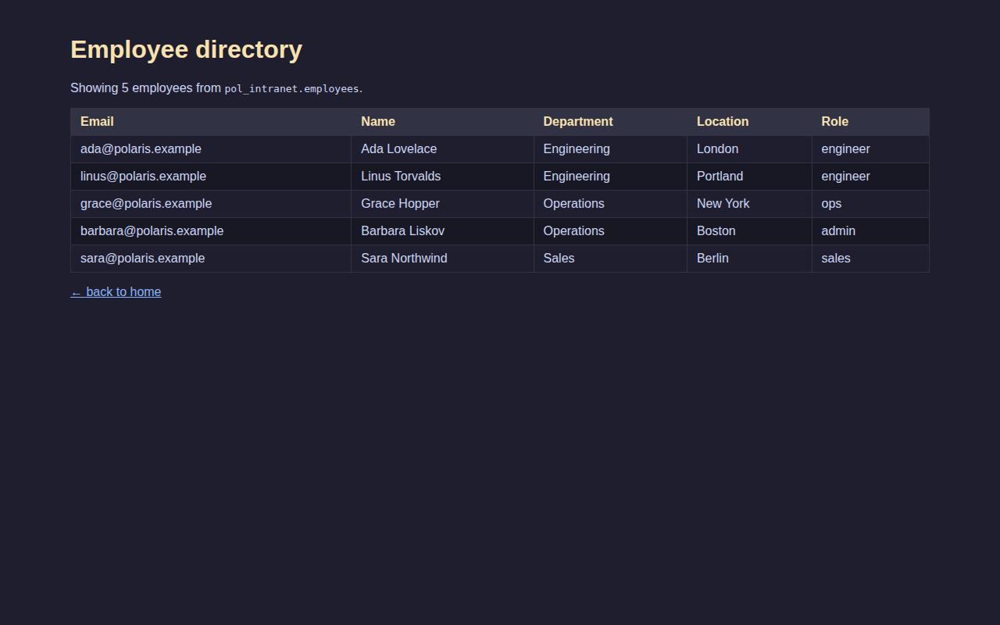 Employee directory
Showing 5 employees from pol_intranet.employees.
Email Name Department Location Role
ada@polaris.example Ada Lovelace Engineering London engineer
linus@polaris.example Linus Torvalds Engineering Portland engineer
grace@polaris.example Grace Hopper Operations New York ops
barbara@polaris.example Barbara Liskov Operations Boston admin
sara@polaris.example Sara Northwind Sales Berlin sales
← back to home